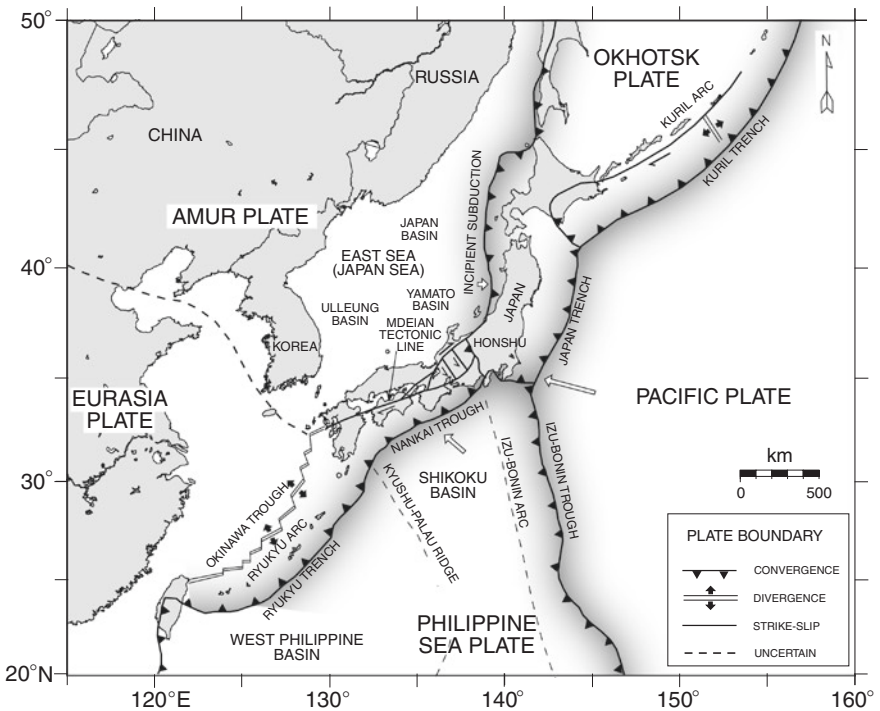 50°
40°
30°
20°N
120°E
130°
140°
150°
160°
N
RUSSIA
OKHOTSK
PLATE
CHINA
KURIL ARC
KURIL TRENCH
AMUR PLATE
JAPAN
BASIN
INCIPIENT SUBDUCTION
EAST SEA
(JAPAN SEA)
YAMATO
BASIN
ULLEUNG
BASIN
MDEIAN
TECTONIC
LINE
JAPAN
HONSHU
JAPAN TRENCH
KOREA
EURASIA
PLATE
PACIFIC PLATE
NANKAI TROUGH
SHIKOKU
BASIN
IZU-BONIN ARC
IZU-BONIN TROUGH
KYUSHU-PALAU RIDGE
OKINAWA TROUGH
RYUKYU ARC
RYUKYU TRENCH
WEST PHILIPPINE
BASIN
PHILIPPINE
SEA PLATE
km
0 500
PLATE BOUNDARY
CONVERGENCE
DIVERGENCE
STRIKE-SLIP
UNCERTAIN